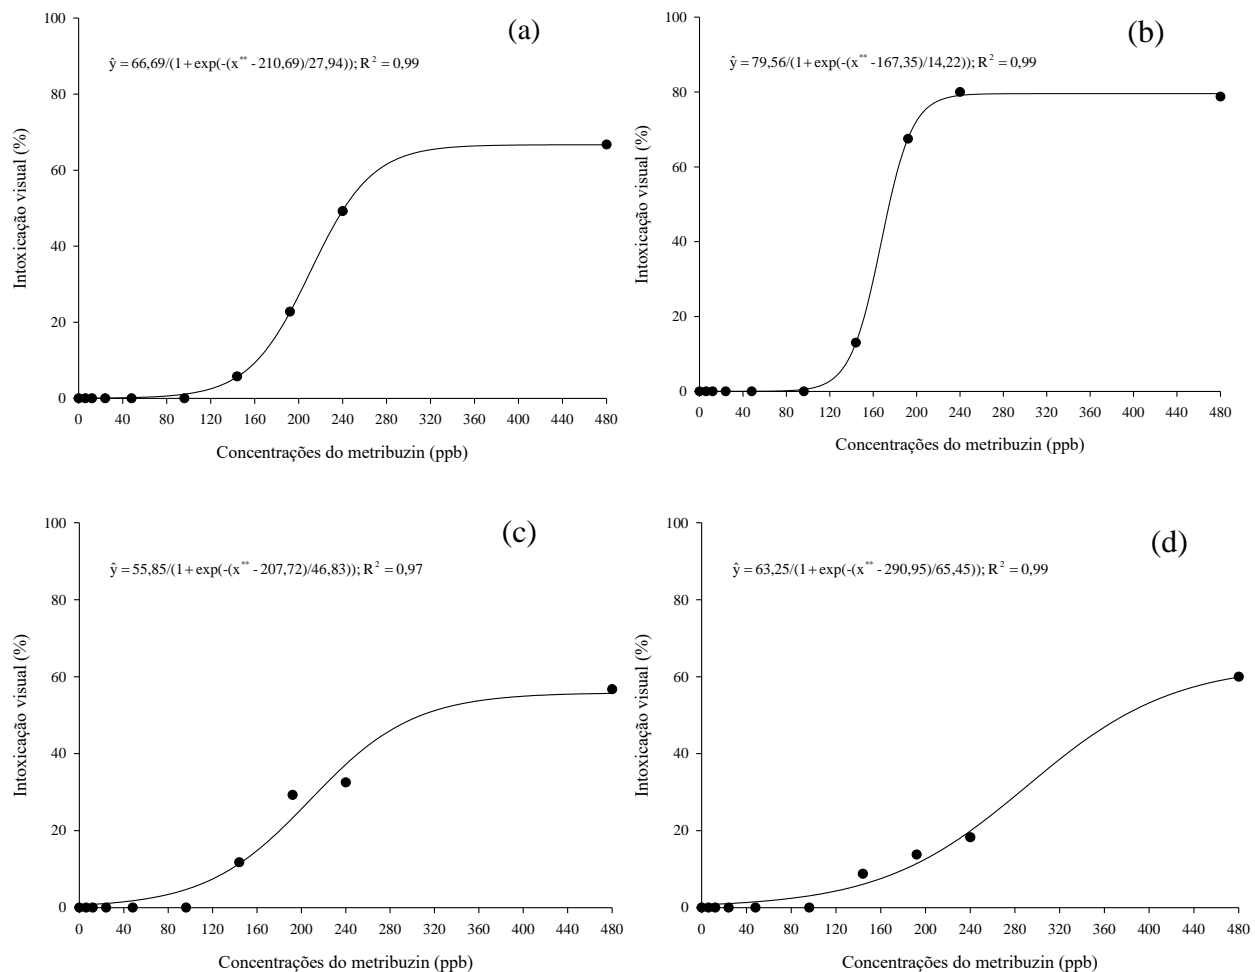 (a)
ŷ = 66,69/(1 + exp(-(x** - 210,69)/27,94)); R² = 0,99
100
80
60
40
20
0
Intoxicação visual (%)
0 40 80 120 160 200 240 280 320 360 400 440 480
Concentrações do metribuzin (ppb)
(b)
ŷ = 79,56/(1 + exp(-(x** -167,35)/14,22)); R² = 0,99
100
80
60
40
20
0
Intoxicação visual (%)
0 40 80 120 160 200 240 280 320 360 400 440 480
Concentrações do metribuzin (ppb)
(c)
ŷ = 55,85/(1 + exp(-(x** - 207,72)/46,83)); R² = 0,97
100
80
60
40
20
0
Intoxicação visual (%)
0 40 80 120 160 200 240 280 320 360 400 440 480
Concentrações do metribuzin (ppb)
(d)
ŷ = 63,25/(1 + exp(-(x** - 290,95)/65,45)); R² = 0,99
100
80
60
40
20
0
Intoxicação visual (%)
0 40 80 120 160 200 240 280 320 360 400 440 480
Concentrações do metribuzin (ppb)